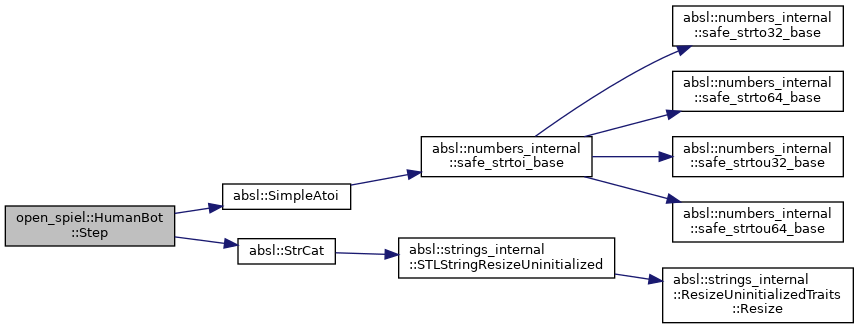 open_spiel::HumanBot
::Step
absl::SimpleAtoi
absl::numbers_internal
::safe_strtoi_base
absl::numbers_internal
::safe_strto32_base
absl::numbers_internal
::safe_strto64_base
absl::numbers_internal
::safe_strtou32_base
absl::numbers_internal
::safe_strtou64_base
absl::StrCat
absl::strings_internal
::STLStringResizeUninitialized
absl::strings_internal
::ResizeUninitializedTraits
::Resize